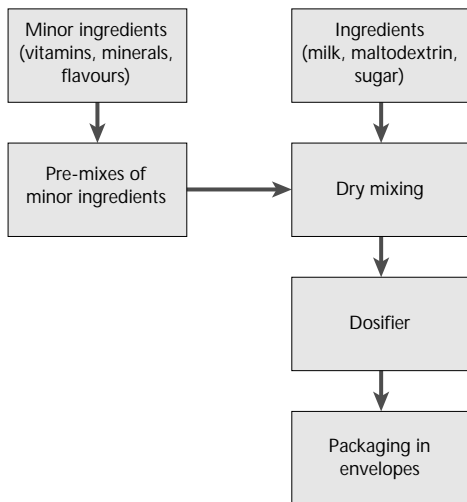 Minor ingredients
(vitamins, minerals,
flavours)
Ingredients
(milk, maltodextrin,
sugar)
Pre-mixes of
minor ingredients
Dry mixing
Dosifier
Packaging in
envelopes